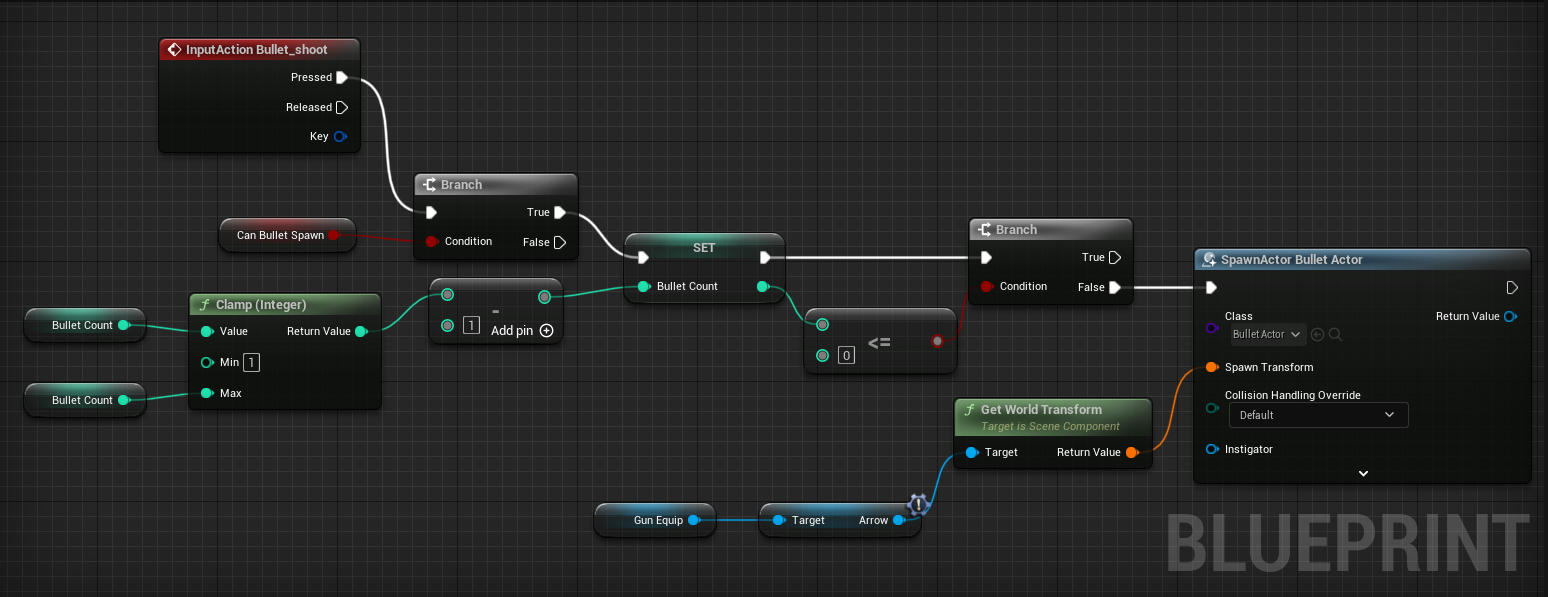 InputAction Bullet_shoot
Pressed
Released
Key
Branch
True
Condition
False
Can Bullet Spawn
SET
Bullet Count
Branch
True
Condition
False
SpawnActor Bullet Actor
Class
Bullet Actor
Return Value
Spawn Transform
Collision Handling Override
Default
Instigator
Bullet Count
Bullet Count
Clamp (Integer)
Value
Return Value
Min 1
Max
-
1
Add pin
<=
0
Get World Transform
Target is Scene Component
Target
Return Value
Gun Equip
Target
Arrow
!
BLUEPRINT